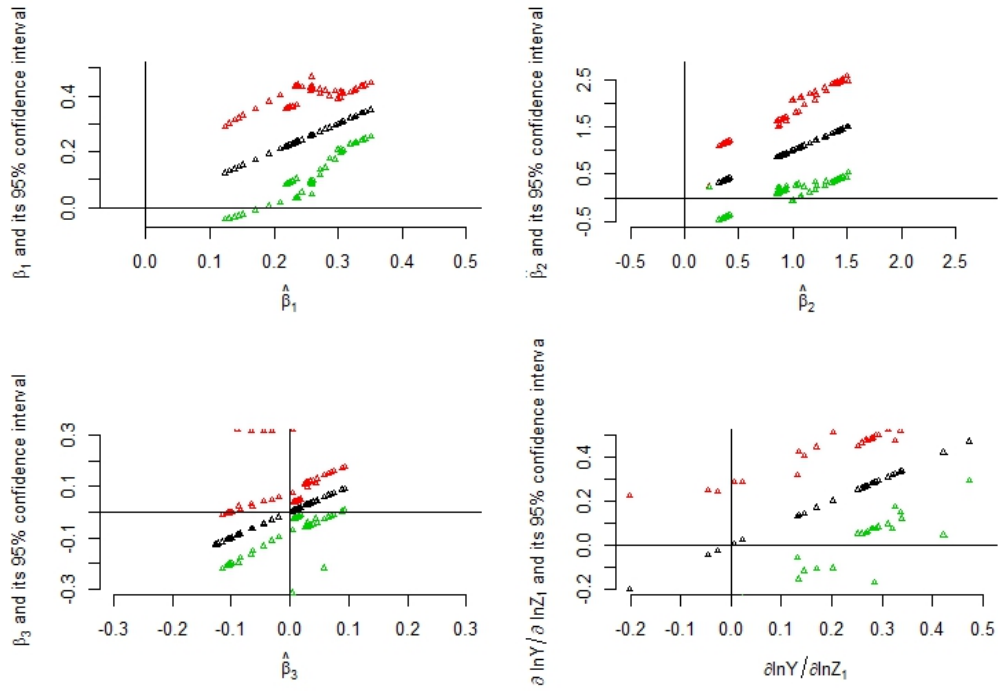 β1 and its 95% confidence interval
0.0 0.2 0.4
0.0 0.1 0.2 0.3 0.4 0.5
β̂1
β2 and its 95% confidence interval
-0.5 0.5 1.5 2.5
-0.5 0.0 0.5 1.0 1.5 2.0 2.5
β̂2
β3 and its 95% confidence interval
-0.3 -0.1 0.1 0.3
-0.3 -0.2 -0.1 0.0 0.1 0.2 0.3
β̂3
∂ lnY/∂ lnZ1 and its 95% confidence interva
-0.2 0.0 0.2 0.4
-0.2 -0.1 0.0 0.1 0.2 0.3 0.4 0.5
∂lnY/∂lnZ1